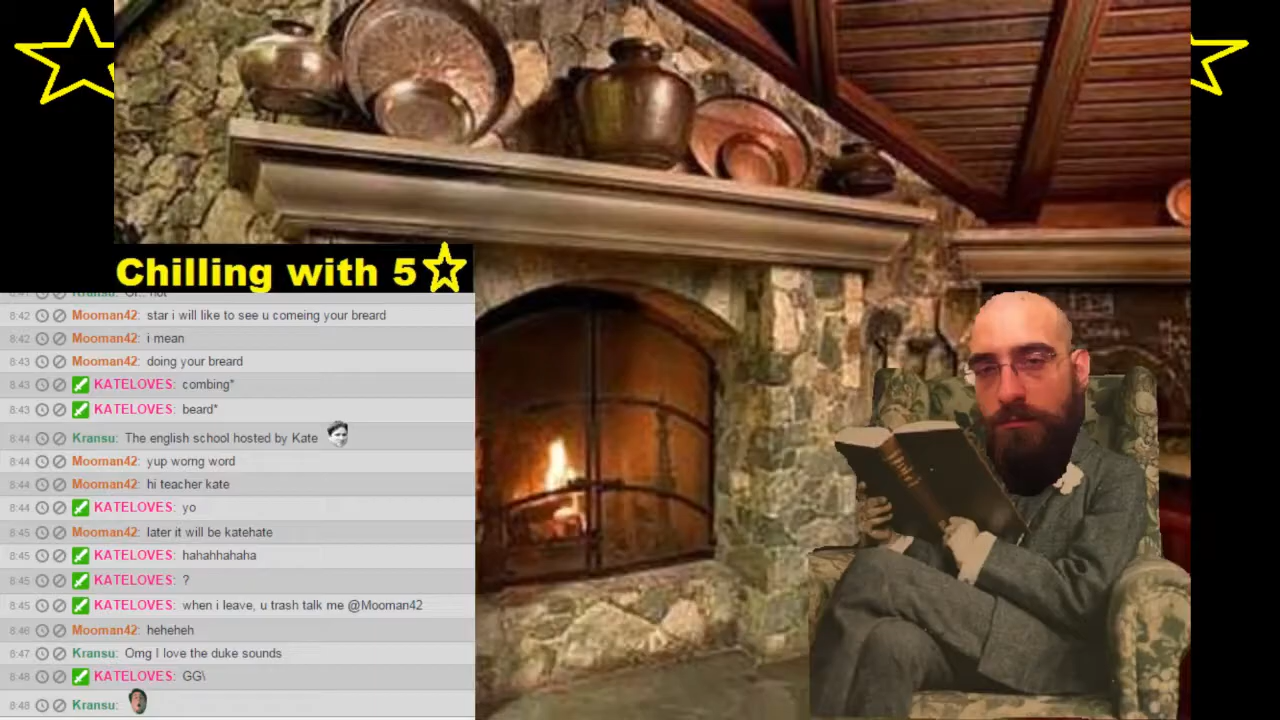 Chilling with 5
8:41 Kransu: Or.. not
8:42 Mooman42: star i will like to see u comeing your breard
8:42 Mooman42: i mean
8:43 Mooman42: doing your breard
8:43 KATELOVES: combing*
8:43 KATELOVES: beard*
8:44 Kransu: The english school hosted by Kate
8:44 Mooman42: yup worng word
8:44 Mooman42: hi teacher kate
8:44 KATELOVES: yo
8:45 Mooman42: later it will be katehate
8:45 KATELOVES: hahahhahaha
8:45 KATELOVES: ?
8:45 KATELOVES: when i leave, u trash talk me @Mooman42
8:46 Mooman42: heheheh
8:47 Kransu: Omg I love the duke sounds
8:48 KATELOVES: GG\
8:48 Kransu: